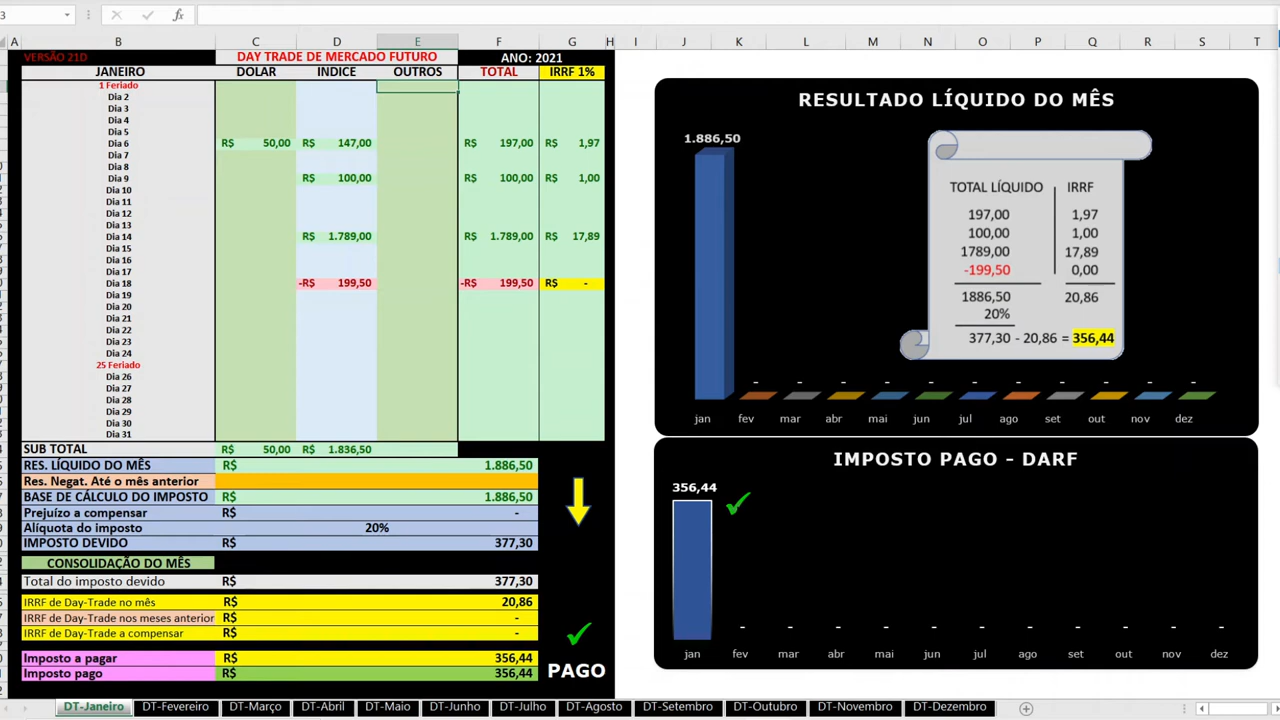 3
fx
A B C D E F G H I J K L M N O P Q R S T
VERSÃO 21D DAY TRADE DE MERCADO FUTURO ANO: 2021
JANEIRO DOLAR INDICE OUTROS TOTAL IRRF 1%
1 Feriado
Dia 2
Dia 3
Dia 4
Dia 5
Dia 6 R$ 50,00 R$ 147,00 R$ 197,00 R$ 1,97
Dia 7
Dia 8
Dia 9 R$ 100,00 R$ 100,00 R$ 1,00
Dia 10
Dia 11
Dia 12
Dia 13
Dia 14 R$ 1.789,00 R$ 1.789,00 R$ 17,89
Dia 15
Dia 16
Dia 17
Dia 18 -R$ 199,50 -R$ 199,50 R$ -
Dia 19
Dia 20
Dia 21
Dia 22
Dia 23
Dia 24
25 Feriado
Dia 26
Dia 27
Dia 28
Dia 29
Dia 30
Dia 31
SUB TOTAL R$ 50,00 R$ 1.836,50
RES. LÍQUIDO DO MÊS R$ 1.886,50
Res. Negat. Até o mês anterior
BASE DE CÁLCULO DO IMPOSTO R$ 1.886,50
Prejuízo a compensar R$ -
Alíquota do imposto 20%
IMPOSTO DEVIDO R$ 377,30
CONSOLIDAÇÃO DO MÊS
Total do imposto devido R$ 377,30
IRRF de Day-Trade no mês R$ 20,86
IRRF de Day-Trade nos meses anterior R$ -
IRRF de Day-Trade a compensar R$ -
Imposto a pagar R$ 356,44
Imposto pago R$ 356,44
PAGO
RESULTADO LÍQUIDO DO MÊS
1.886,50
TOTAL LÍQUIDO IRRF
197,00 1,97
100,00 1,00
1789,00 17,89
-199,50 0,00
1886,50 20,86
20%
377,30 - 20,86 = 356,44
- - - - - - - - - - -
jan fev mar abr mai jun jul ago set out nov dez
IMPOSTO PAGO - DARF
356,44
- - - - - - - - - - -
jan fev mar abr mai jun jul ago set out nov dez
DT-Janeiro DT-Fevereiro DT-Março DT-Abril DT-Maio DT-Junho DT-Julho DT-Agosto DT-Setembro DT-Outubro DT-Novembro DT-Dezembro